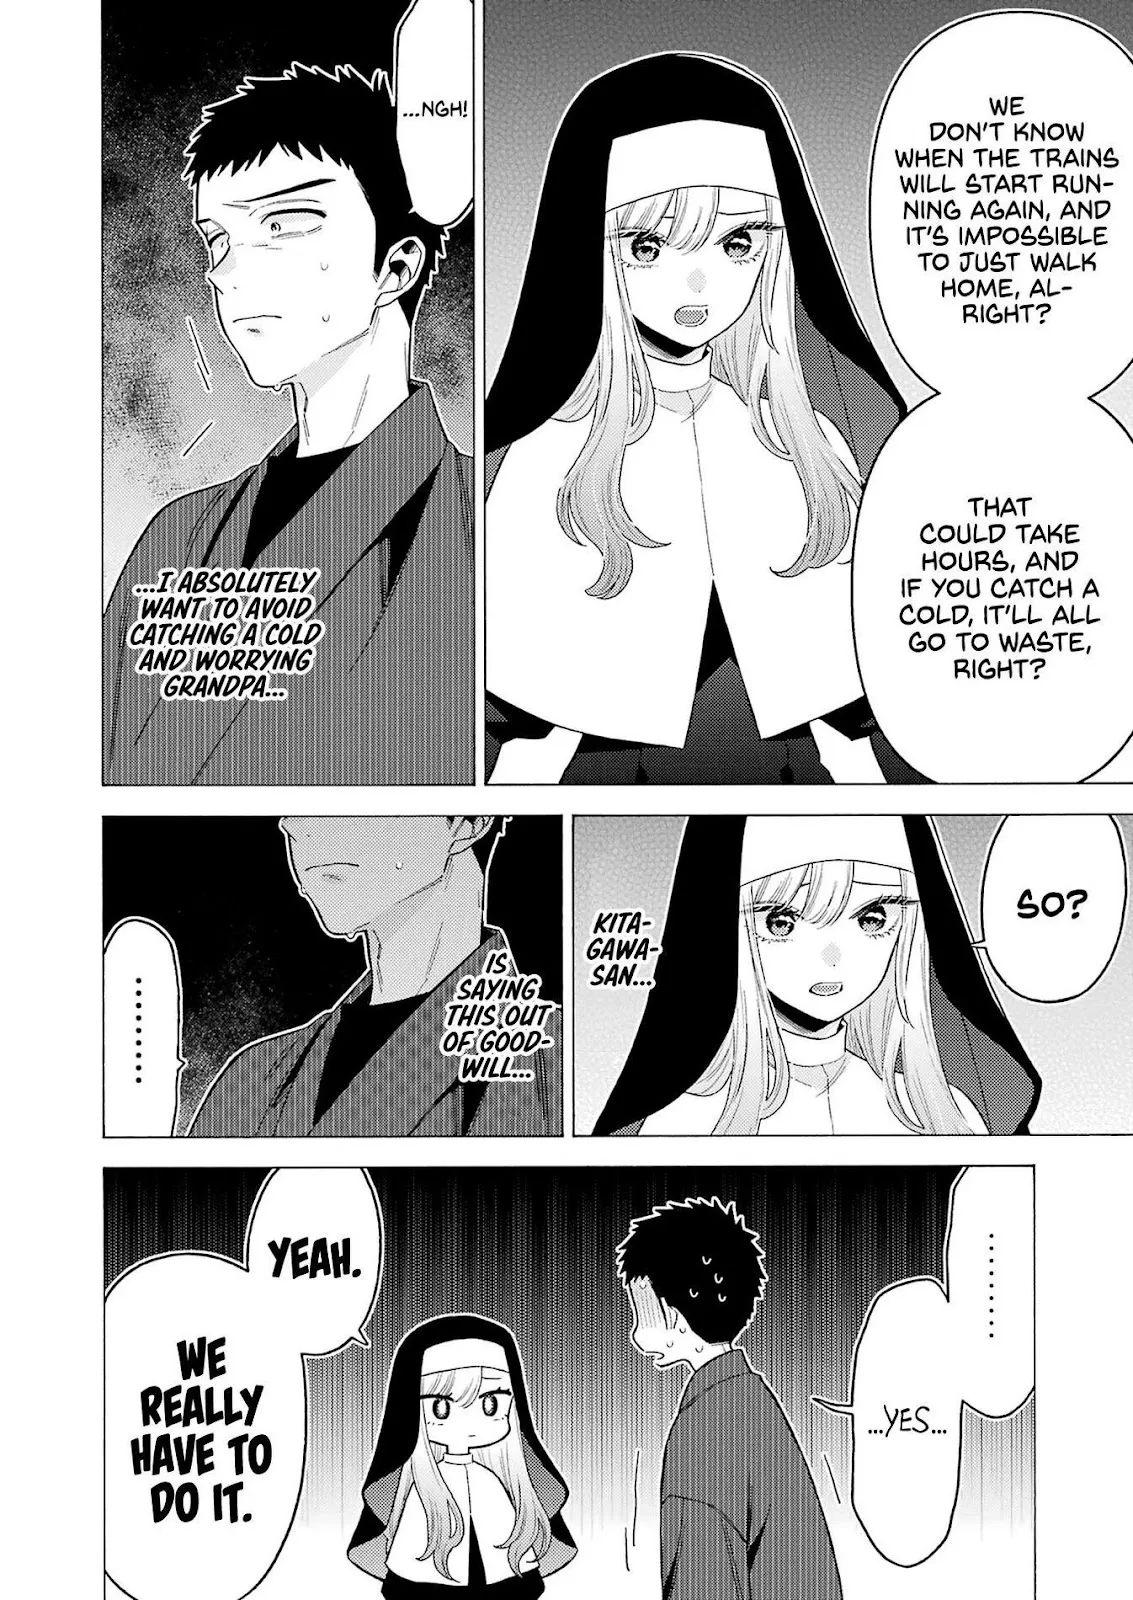 WE
DON'T KNOW
WHEN THE TRAINS
WILL START RUN-
NING AGAIN, AND
IT'S IMPOSSIBLE
TO JUST WALK
HOME, AL-
RIGHT?
THAT
COULD TAKE
HOURS, AND
IF YOU CATCH A
COLD, IT'LL ALL
GO TO WASTE,
RIGHT?
...NGH!
...I ABSOLUTELY
WANT TO AVOID
CATCHING A COLD
AND WORRYING
GRANDPA...
SO?
KITA-
GAWA-
SAN...
IS
SAYING
THIS OUT
OF GOOD-
WILL...
.........
.........
...YES...
YEAH.
WE
REALLY
HAVE TO
DO IT.